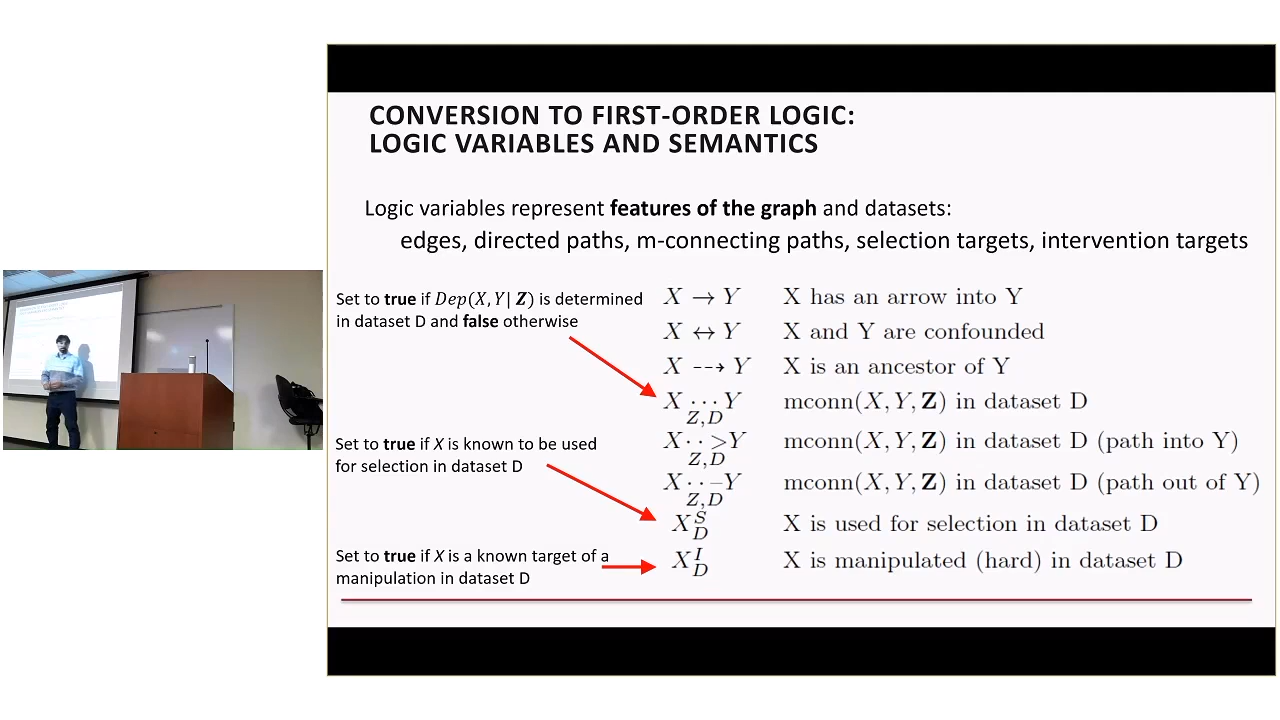 CONVERSION TO FIRST-ORDER LOGIC:
LOGIC VARIABLES AND SEMANTICS
Logic variables represent features of the graph and datasets:
edges, directed paths, m-connecting paths, selection targets, intervention targets
Set to true if Dep(X, Y| Z) is determined
in dataset D and false otherwise
Set to true if X is known to be used
for selection in dataset D
Set to true if X is a known target of a
manipulation in dataset D
X → Y X has an arrow into Y
X ↔ Y X and Y are confounded
X ⇢ Y X is an ancestor of Y
X ··· Y mconn(X, Y, Z) in dataset D
Z,D
X ··>Y mconn(X, Y, Z) in dataset D (path into Y)
Z,D
X ··–Y mconn(X, Y, Z) in dataset D (path out of Y)
Z,D
X_D^S X is used for selection in dataset D
X_D^I X is manipulated (hard) in dataset D